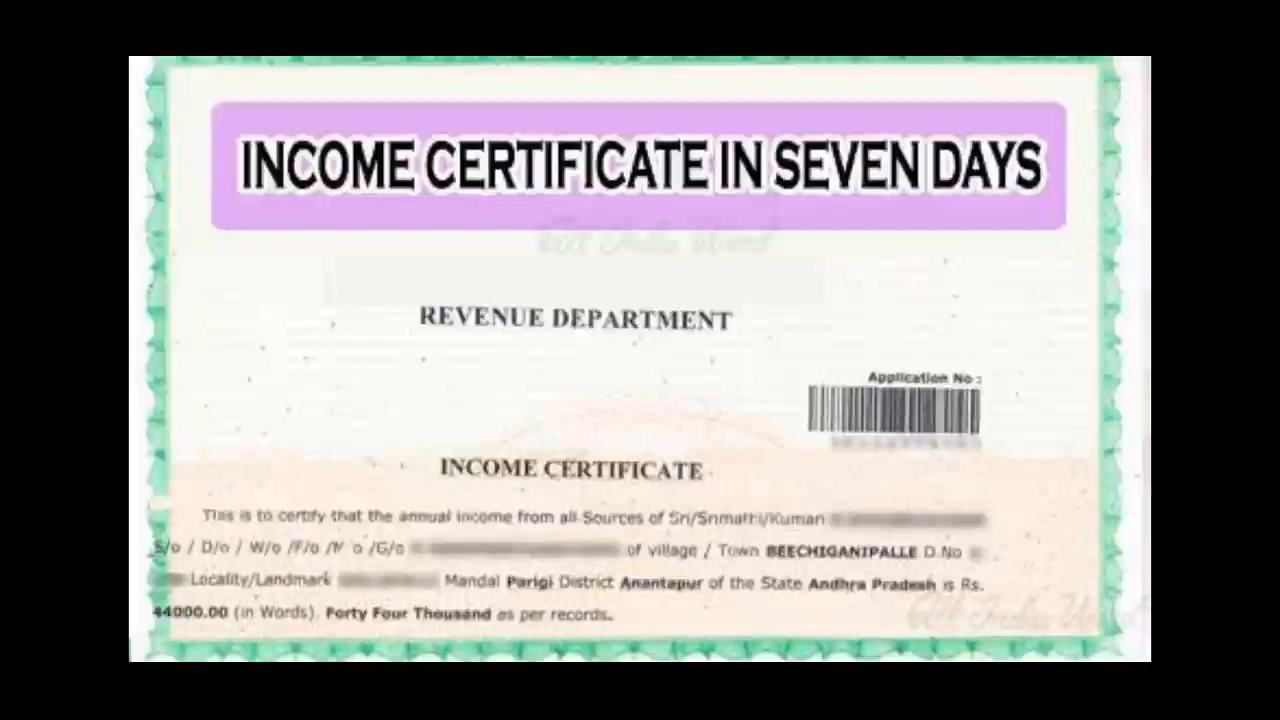 INCOME CERTIFICATE IN SEVEN DAYS
REVENUE DEPARTMENT
Application No :
INCOME CERTIFICATE
This is to certify that the annual income from all Sources of Sri/Srimathi/Kumari
S/o / D/o / W/o /F/o /M o /G/o of village / Town BEECHIGANIPALLE D.No
Locality/Landmark Mandal Parigi District Anantapur of the State Andhra Pradesh is Rs.
44000.00 (in Words). Forty Four Thousand as per records.